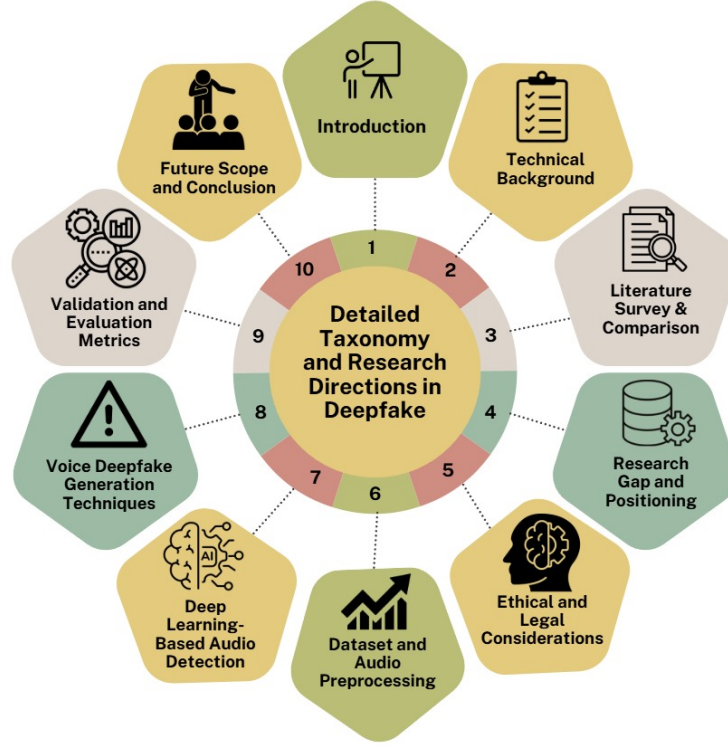 Detailed
Taxonomy
and Research
Directions in
Deepfake
1
Introduction
2
Technical
Background
3
Literature
Survey &
Comparison
4
Research
Gap and
Positioning
5
Ethical and
Legal
Considerations
6
Dataset and
Audio
Preprocessing
7
AI
Deep
Learning-
Based Audio
Detection
8
Voice Deepfake
Generation
Techniques
9
Validation and
Evaluation
Metrics
10
Future Scope
and Conclusion